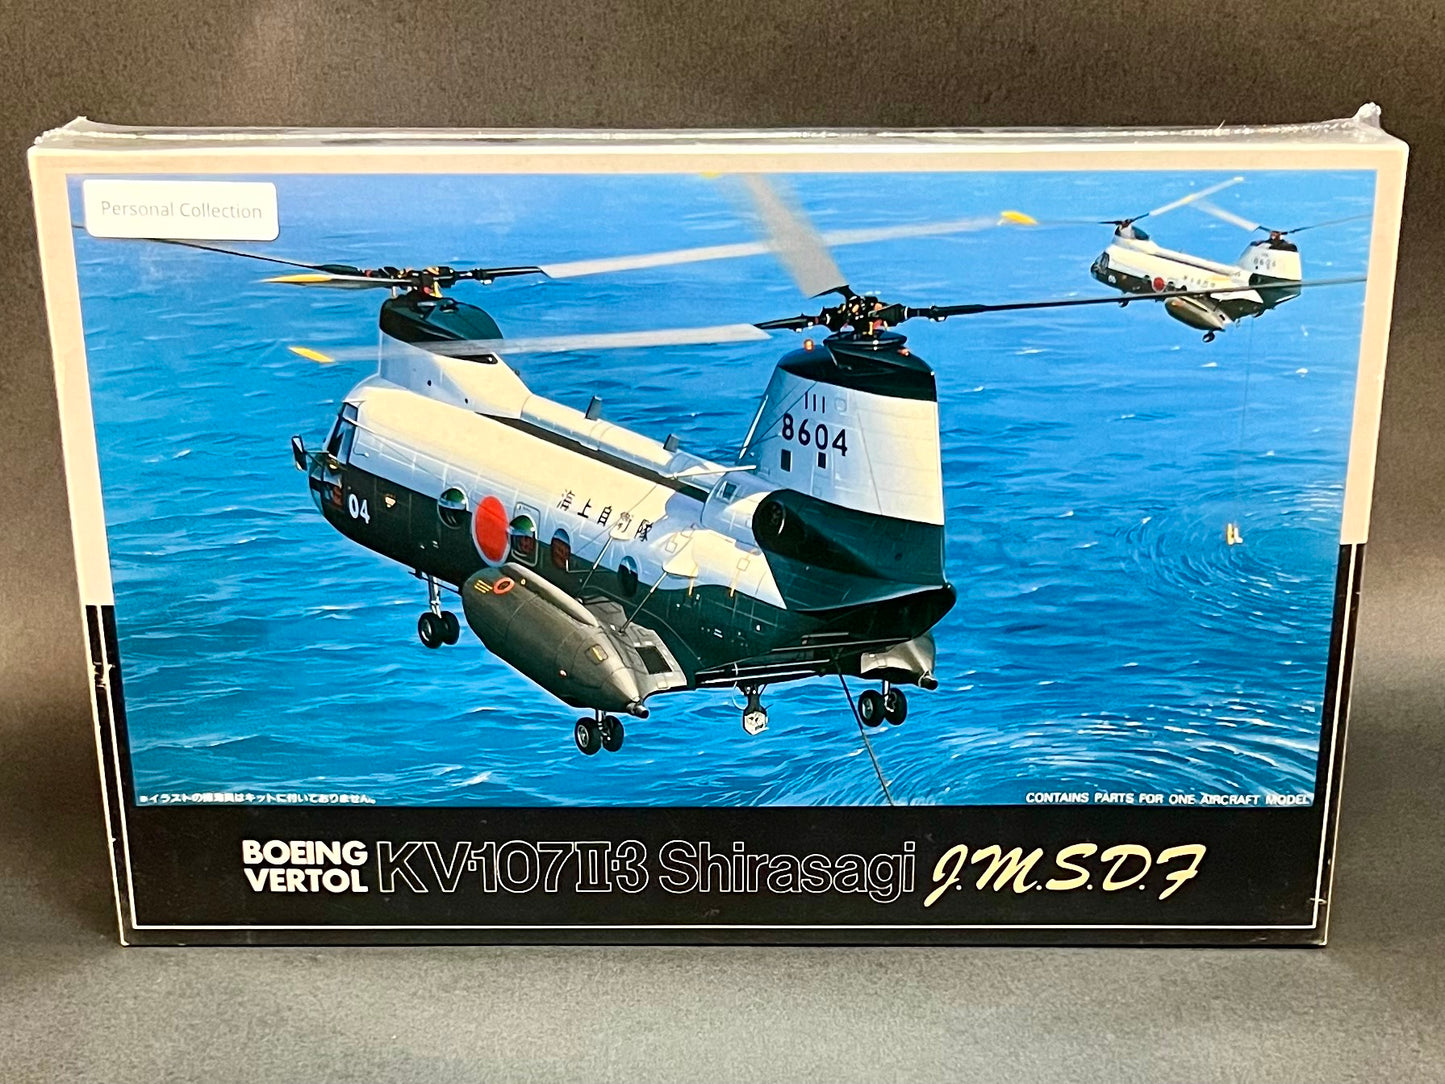 Personal Collection
111
8604
8604
04
海上自衛隊
CONTAINS PARTS FOR ONE AIRCRAFT MODEL
BOEING
VERTOL
KV-107II-3 Shirasagi J.M.S.D.F